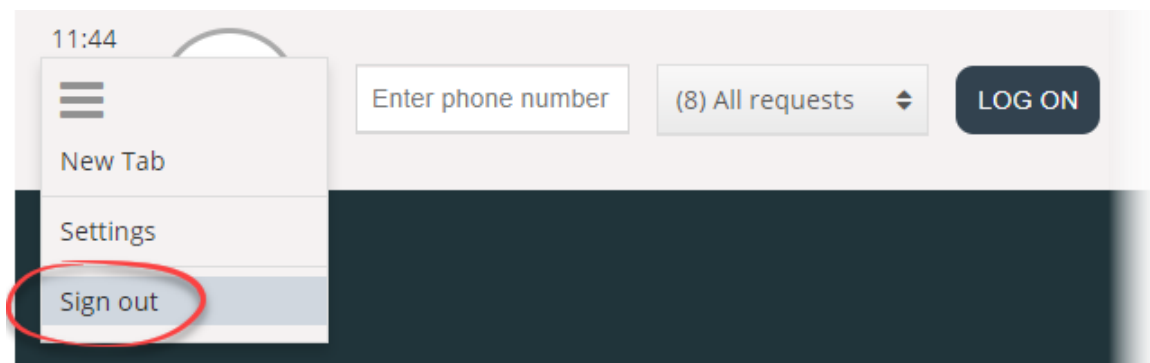 11:44
Enter phone number
(8) All requests
LOG ON
New Tab
Settings
Sign out